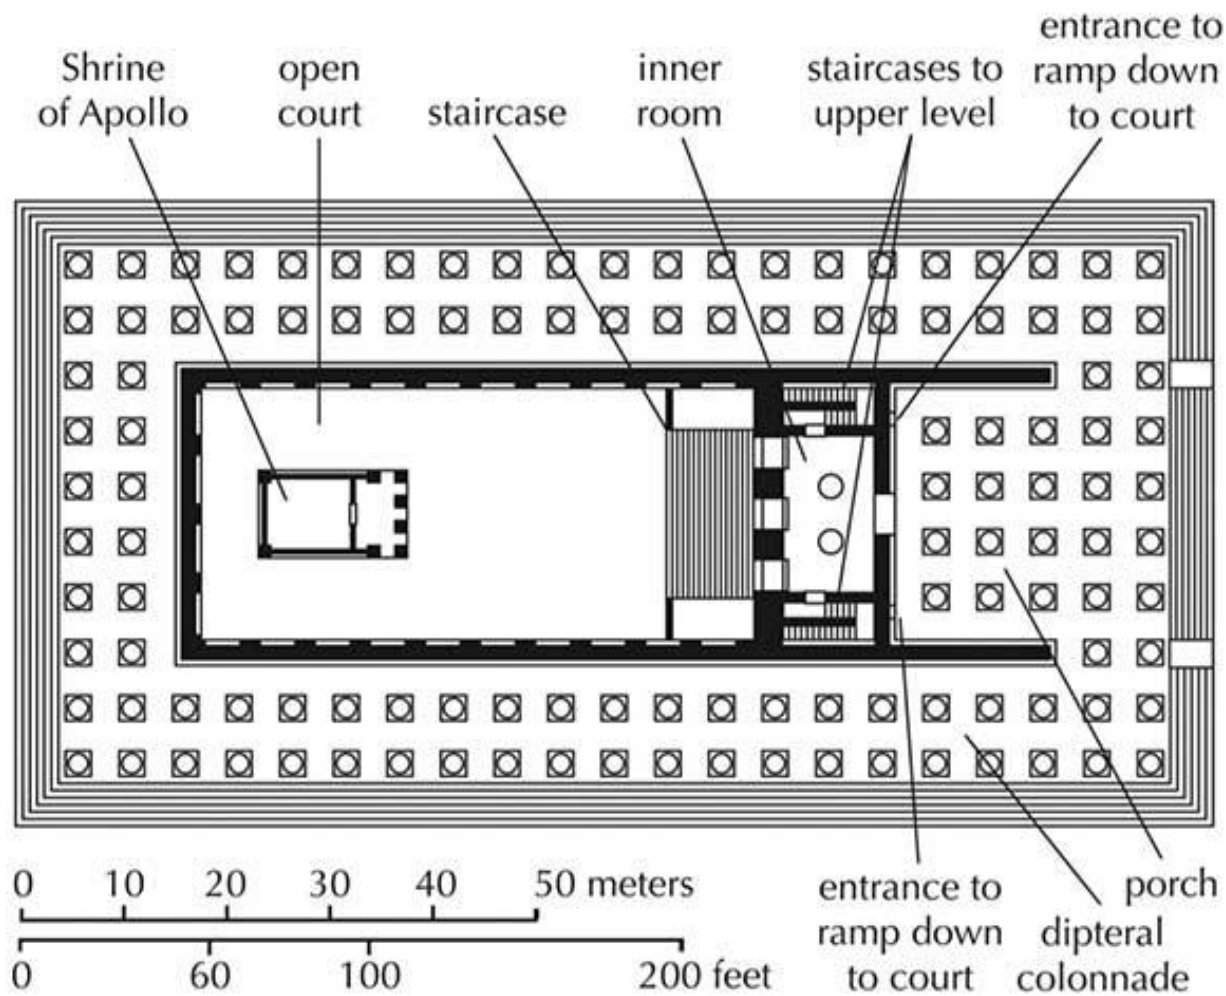 entrance to
ramp down
to court
Shrine
of Apollo
open
court
staircase
inner
room
staircases to
upper level
0 10 20 30 40 50 meters
0 60 100 200 feet
entrance to
ramp down
to court
dipteral
colonnade
porch